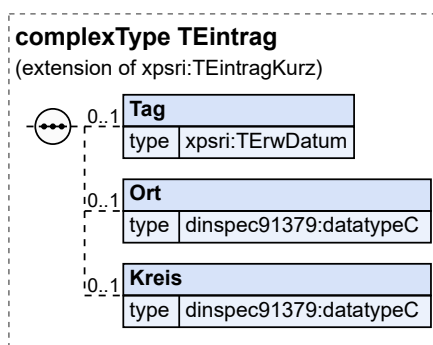 complexType TEintrag
(extension of xpsri:TEintragKurz)
0..1 Tag
type xpsri:TErwDatum
0..1 Ort
type dinspec91379:datatypeC
0..1 Kreis
type dinspec91379:datatypeC